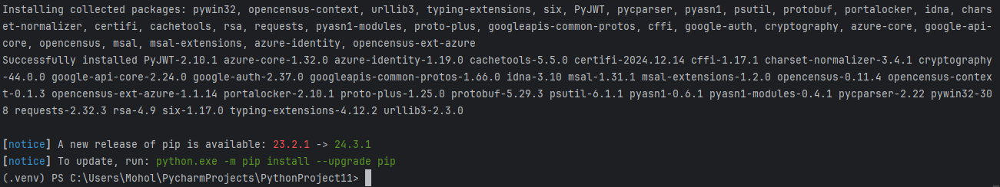 Installing collected packages: pywin32, opencensus-context, urllib3, typing-extensions, six, PyJWT, pycparser, pyasn1, psutil, protobuf, portalocker, idna, chars
et-normalizer, certifi, cachetools, rsa, requests, pyasn1-modules, proto-plus, googleapis-common-protos, cffi, google-auth, cryptography, azure-core, google-api-
core, opencensus, msal, msal-extensions, azure-identity, opencensus-ext-azure
Successfully installed PyJWT-2.10.1 azure-core-1.32.0 azure-identity-1.19.0 cachetools-5.5.0 certifi-2024.12.14 cffi-1.17.1 charset-normalizer-3.4.1 cryptography
-44.0.0 google-api-core-2.24.0 google-auth-2.37.0 googleapis-common-protos-1.66.0 idna-3.10 msal-1.31.1 msal-extensions-1.2.0 opencensus-0.11.4 opencensus-contex
t-0.1.3 opencensus-ext-azure-1.1.14 portalocker-2.10.1 proto-plus-1.25.0 protobuf-5.29.3 psutil-6.1.1 pyasn1-0.6.1 pyasn1-modules-0.4.1 pycparser-2.22 pywin32-30
8 requests-2.32.3 rsa-4.9 six-1.17.0 typing-extensions-4.12.2 urllib3-2.3.0
[notice] A new release of pip is available: 23.2.1 -> 24.3.1
[notice] To update, run: python.exe -m pip install --upgrade pip
(.venv) PS C:\Users\Mohol\PycharmProjects\PythonProject11>